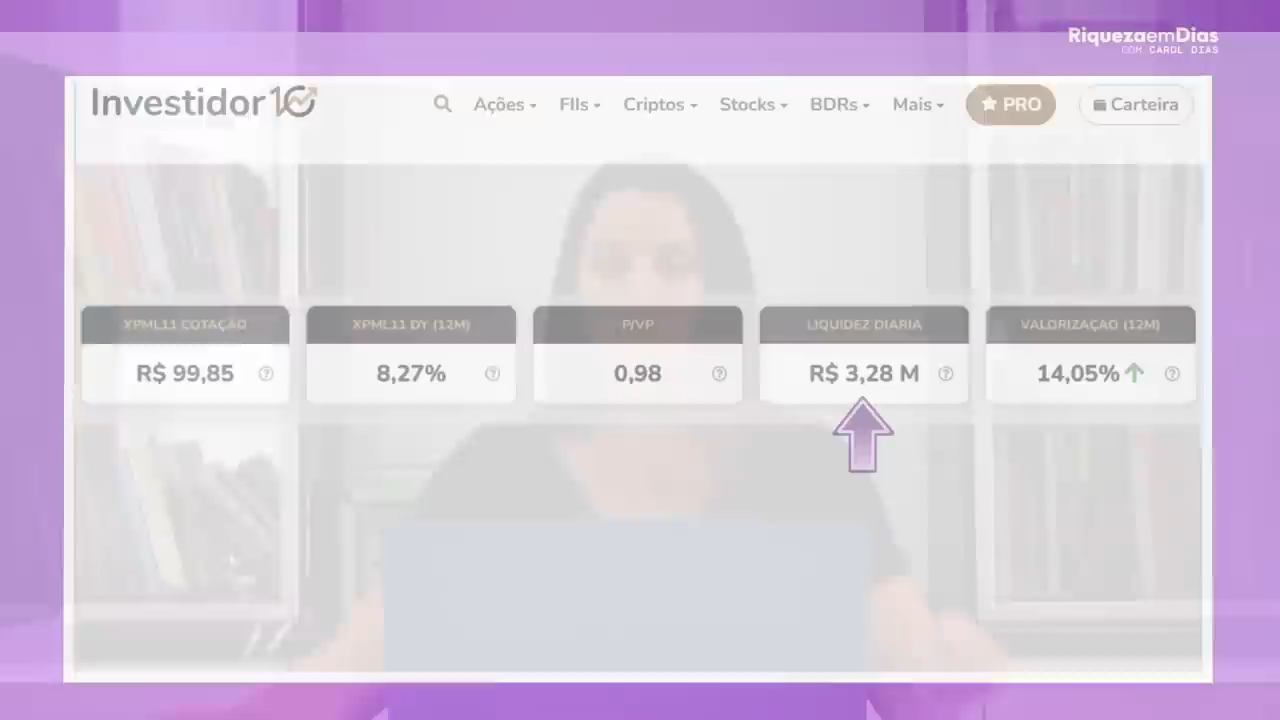 RiquezaemDias
COM CAROL DIAS
Investidor10
Ações
FIIs
Criptos
Stocks
BDRs
Mais
PRO
Carteira
XPML11 COTAÇÃO
R$ 99,85
XPML11 DY (12M)
8,27%
P/VP
0,98
LIQUIDEZ DIÁRIA
R$ 3,28 M
VALORIZAÇÃO (12M)
14,05%